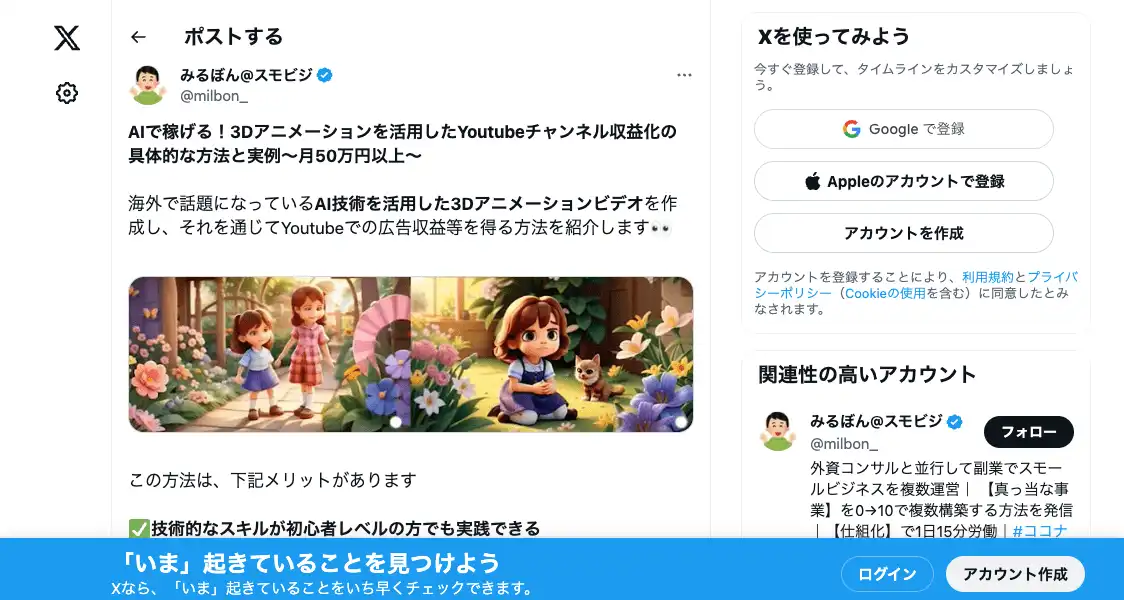 ポストする
みるぼん@スモビジ
@milbon_
AIで稼げる！3Dアニメーションを活用したYoutubeチャンネル収益化の
具体的な方法と実例〜月50万円以上〜
海外で話題になっているAI技術を活用した3Dアニメーションビデオを作
成し、それを通じてYoutubeでの広告収益等を得る方法を紹介します👀
この方法は、下記メリットがあります
✅技術的なスキルが初心者レベルの方でも実践できる
Xを使ってみよう
今すぐ登録して、タイムラインをカスタマイズしましょ
う。
Google で登録
Appleのアカウントで登録
アカウントを作成
アカウントを登録することにより、利用規約とプライバ
シーポリシー（Cookieの使用を含む）に同意したとみ
なされます。
関連性の高いアカウント
みるぼん@スモビジ
@milbon_
フォロー
外資コンサルと並行して副業でスモー
ルビジネスを複数運営｜ 【真っ当な事
業】を0→10で複数構築する方法を発信
｜【仕組化】で1日15分労働｜#ココナ
「いま」起きていることを見つけよう
Xなら、「いま」起きていることをいち早くチェックできます。
ログイン
アカウント作成